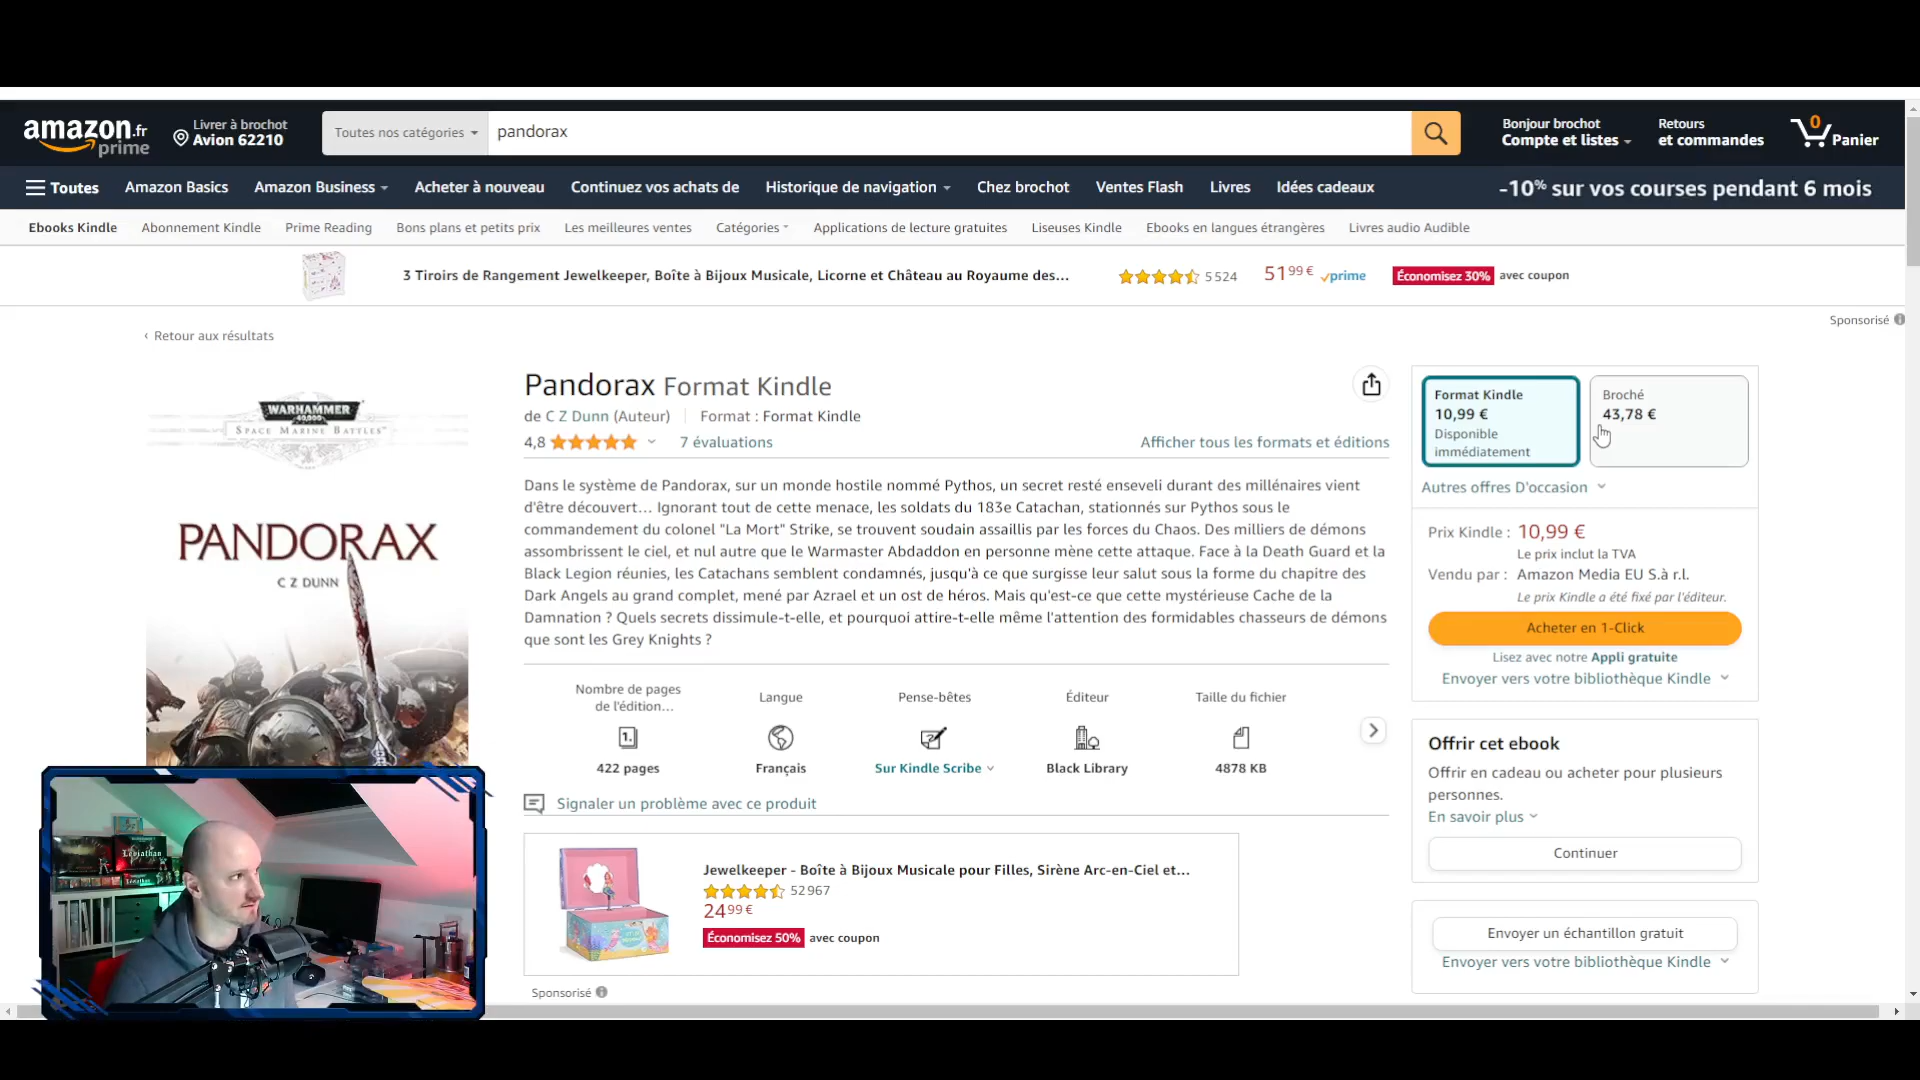 amazon.fr
prime
Livrer à brochot
Avion 62210
Toutes nos catégories
pandorax
Bonjour brochot
Compte et listes
Retours
et commandes
0
Panier
Toutes
Amazon Basics
Amazon Business
Acheter à nouveau
Continuez vos achats de
Historique de navigation
Chez brochot
Ventes Flash
Livres
Idées cadeaux
-10% sur vos courses pendant 6 mois
Ebooks Kindle
Abonnement Kindle
Prime Reading
Bons plans et petits prix
Les meilleures ventes
Catégories
Applications de lecture gratuites
Liseuses Kindle
Ebooks en langues étrangères
Livres audio Audible
3 Tiroirs de Rangement Jewelkeeper, Boîte à Bijoux Musicale, Licorne et Château au Royaume des...
5 524
51,99 €
prime
Économisez 30% avec coupon
Sponsorisé
‹ Retour aux résultats
WARHAMMER
40,000
SPACE MARINE BATTLES
PANDORAX
C Z DUNN
Pandorax Format Kindle
de C Z Dunn (Auteur) Format : Format Kindle
4,8
7 évaluations
Afficher tous les formats et éditions
Dans le système de Pandorax, sur un monde hostile nommé Pythos, un secret resté enseveli durant des millénaires vient
d'être découvert… Ignorant tout de cette menace, les soldats du 183e Catachan, stationnés sur Pythos sous le
commandement du colonel "La Mort" Strike, se trouvent soudain assaillis par les forces du Chaos. Des milliers de démons
assombrissent le ciel, et nul autre que le Warmaster Abdaddon en personne mène cette attaque. Face à la Death Guard et la
Black Legion réunies, les Catachans semblent condamnés, jusqu'à ce que surgisse leur salut sous la forme du chapitre des
Dark Angels au grand complet, mené par Azrael et un ost de héros. Mais qu'est-ce que cette mystérieuse Cache de la
Damnation ? Quels secrets dissimule-t-elle, et pourquoi attire-t-elle même l'attention des formidables chasseurs de démons
que sont les Grey Knights ?
Nombre de pages
de l'édition…
1.
422 pages
Langue
Français
Pense-bêtes
Sur Kindle Scribe
Éditeur
Black Library
Taille du fichier
4878 KB
Signaler un problème avec ce produit
Jewelkeeper - Boîte à Bijoux Musicale pour Filles, Sirène Arc-en-Ciel et...
52 967
24,99 €
Économisez 50% avec coupon
Sponsorisé
Format Kindle
10,99 €
Disponible
immédiatement
Broché
43,78 €
Autres offres D'occasion
Prix Kindle : 10,99 €
Le prix inclut la TVA
Vendu par : Amazon Media EU S.à r.l.
Le prix Kindle a été fixé par l'éditeur.
Acheter en 1-Click
Lisez avec notre Appli gratuite
Envoyer vers votre bibliothèque Kindle
Offrir cet ebook
Offrir en cadeau ou acheter pour plusieurs
personnes.
En savoir plus
Continuer
Envoyer un échantillon gratuit
Envoyer vers votre bibliothèque Kindle
Leviathan